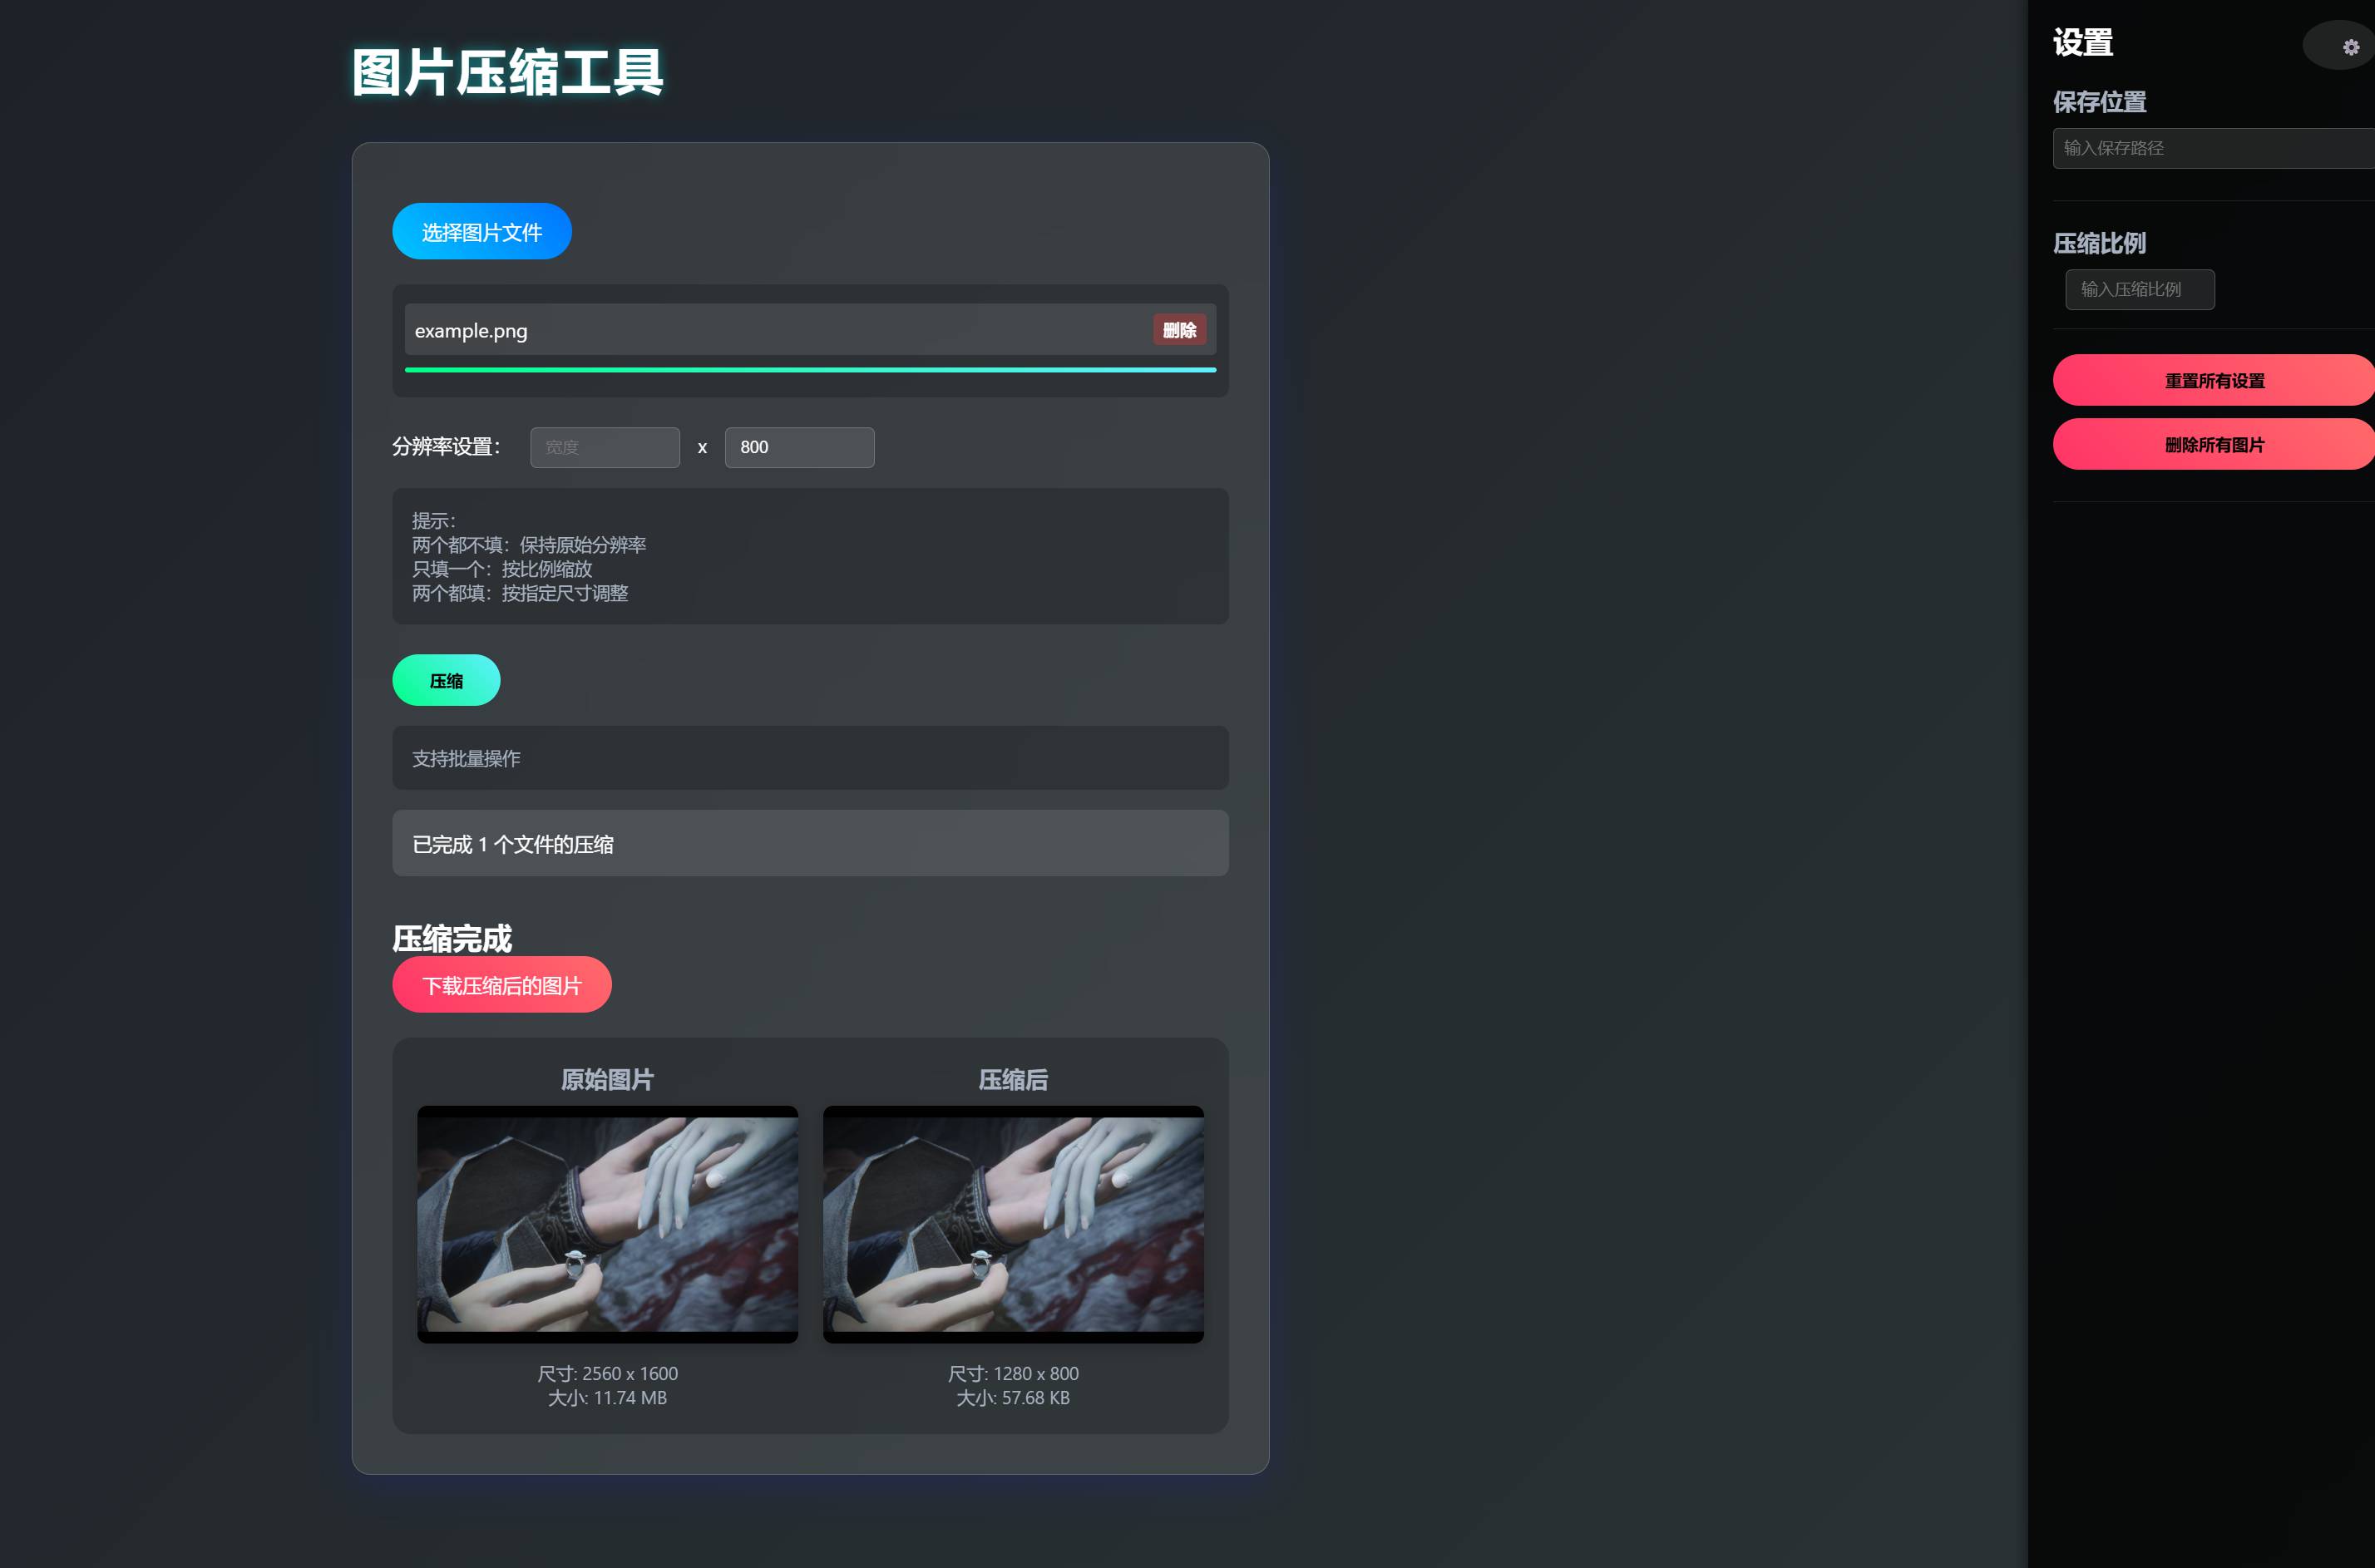 图片压缩工具
选择图片文件
example.png
删除
分辨率设置：
宽度
x
800
提示：
两个都不填：保持原始分辨率
只填一个：按比例缩放
两个都填：按指定尺寸调整
压缩
支持批量操作
已完成 1 个文件的压缩
压缩完成
下载压缩后的图片
原始图片
压缩后
尺寸: 2560 x 1600
大小: 11.74 MB
尺寸: 1280 x 800
大小: 57.68 KB
设置
保存位置
输入保存路径
压缩比例
输入压缩比例
重置所有设置
删除所有图片